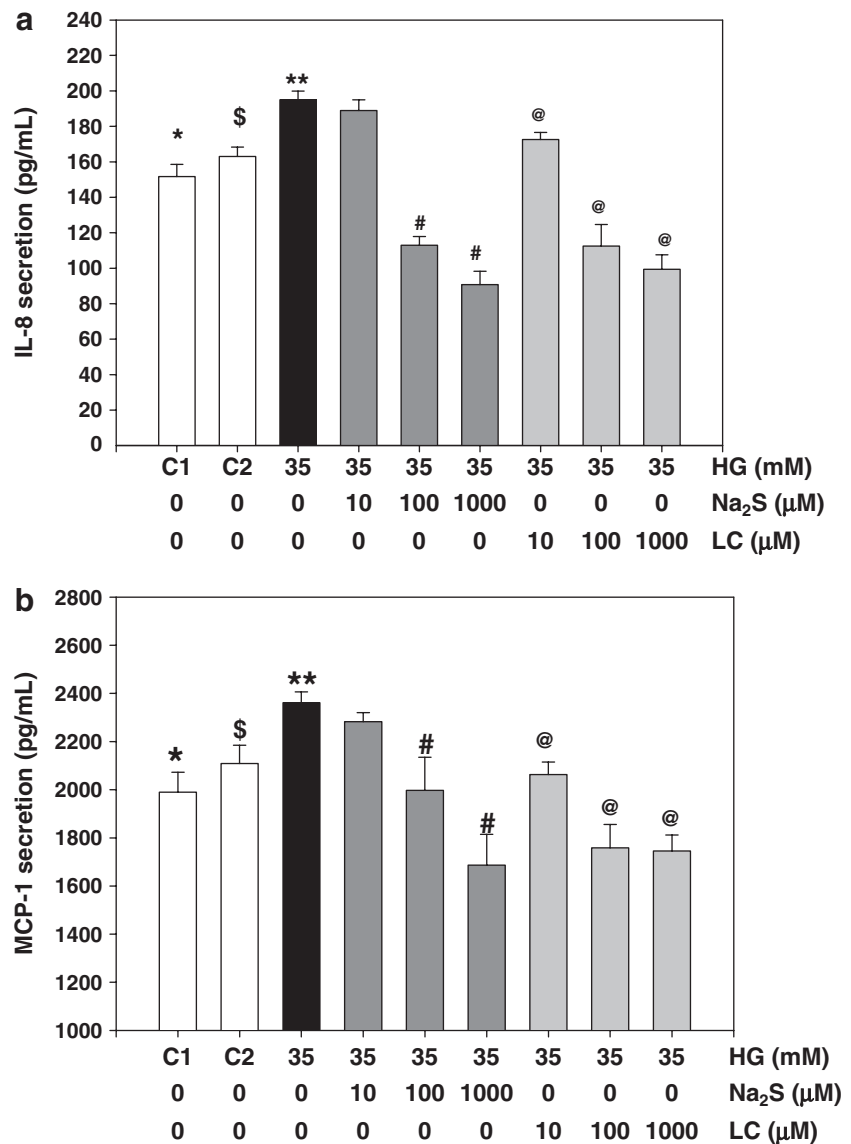 a
IL-8 secretion (pg/mL)
240
220
200
180
160
140
120
100
80
60
40
20
0
* $ ** # # @ @ @
C1 C2 35 35 35 35 35 35 35 HG (mM)
0 0 0 10 100 1000 0 0 0 Na₂S (μM)
0 0 0 0 0 0 10 100 1000 LC (μM)
b
MCP-1 secretion (pg/mL)
2800
2600
2400
2200
2000
1800
1600
1400
1200
1000
* $ ** # # @ @ @
C1 C2 35 35 35 35 35 35 35 HG (mM)
0 0 0 10 100 1000 0 0 0 Na₂S (μM)
0 0 0 0 0 0 10 100 1000 LC (μM)